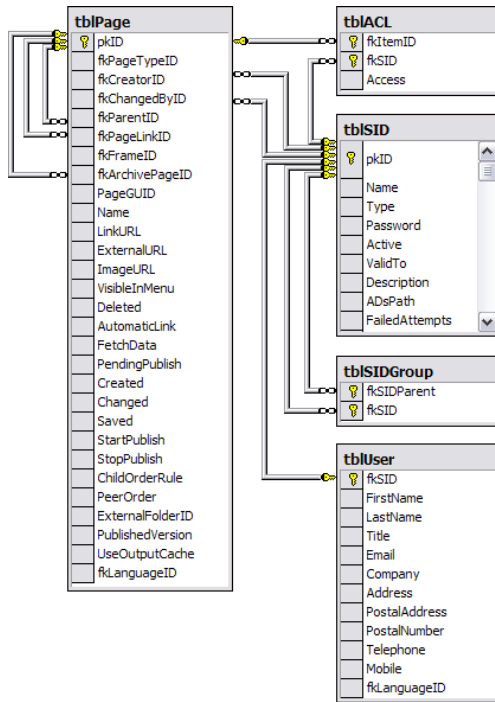 tblPage
pkID
fkPageTypeID
fkCreatorID
fkChangedByID
fkParentID
fkPageLinkID
fkFrameID
fkArchivePageID
PageGUID
Name
LinkURL
ExternalURL
ImageURL
VisibleInMenu
Deleted
AutomaticLink
FetchData
PendingPublish
Created
Changed
Saved
StartPublish
StopPublish
ChildOrderRule
PeerOrder
ExternalFolderID
PublishedVersion
UseOutputCache
fkLanguageID
tblACL
fkItemID
fkSID
Access
tblSID
pkID
Name
Type
Password
Active
ValidTo
Description
ADsPath
FailedAttempts
tblSIDGroup
fkSIDParent
fkSID
tblUser
fkSID
FirstName
LastName
Title
Email
Company
Address
PostalAddress
PostalNumber
Telephone
Mobile
fkLanguageID